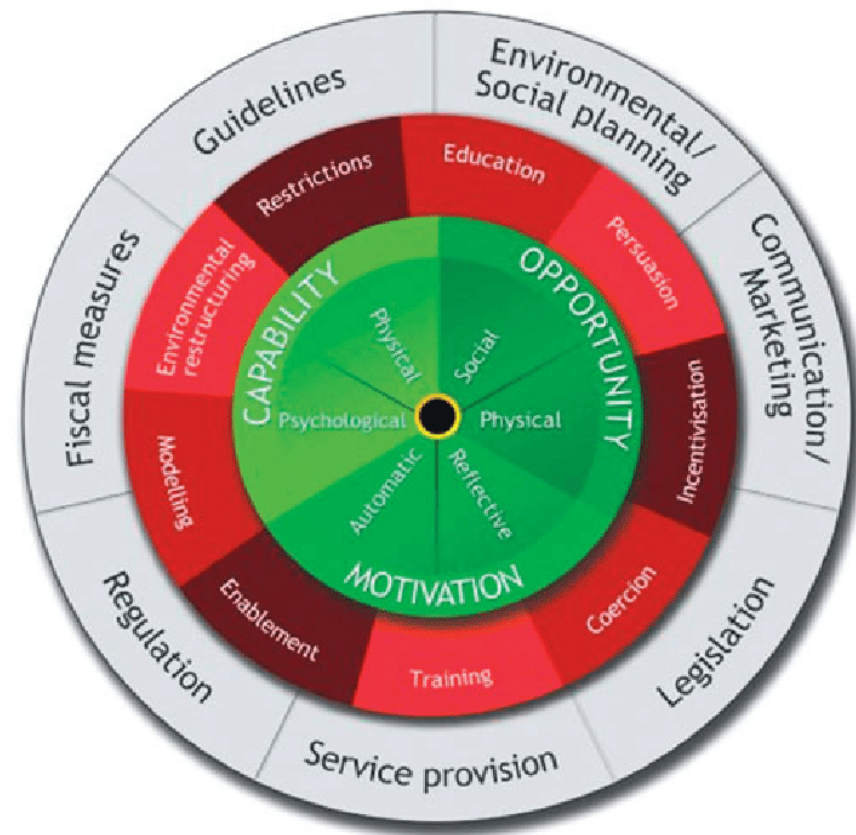 Guidelines
Environmental/
Social planning
Communication/
Marketing
Legislation
Service provision
Regulation
Fiscal measures
Restrictions
Education
Persuasion
Incentivisation
Coercion
Training
Enablement
Modelling
Environmental
restructuring
CAPABILITY
OPPORTUNITY
MOTIVATION
Physical
Social
Psychological
Physical
Automatic
Reflective